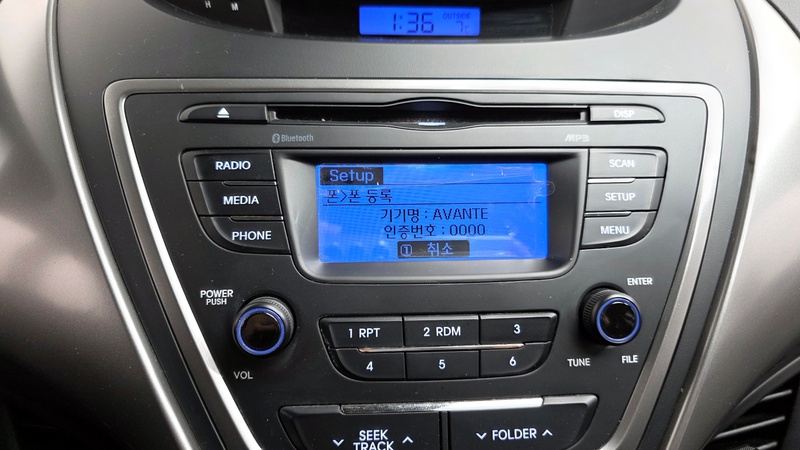 H M
1:36 OUTSIDE 7℃
DISP
Bluetooth
MP3
RADIO
MEDIA
PHONE
Setup
폰>폰 등록
기기명 : AVANTE
인증번호 : 0000
1 취소
SCAN
SETUP
MENU
POWER
PUSH
VOL
1 RPT
2 RDM
3
4
5
6
ENTER
TUNE
FILE
SEEK
TRACK
FOLDER